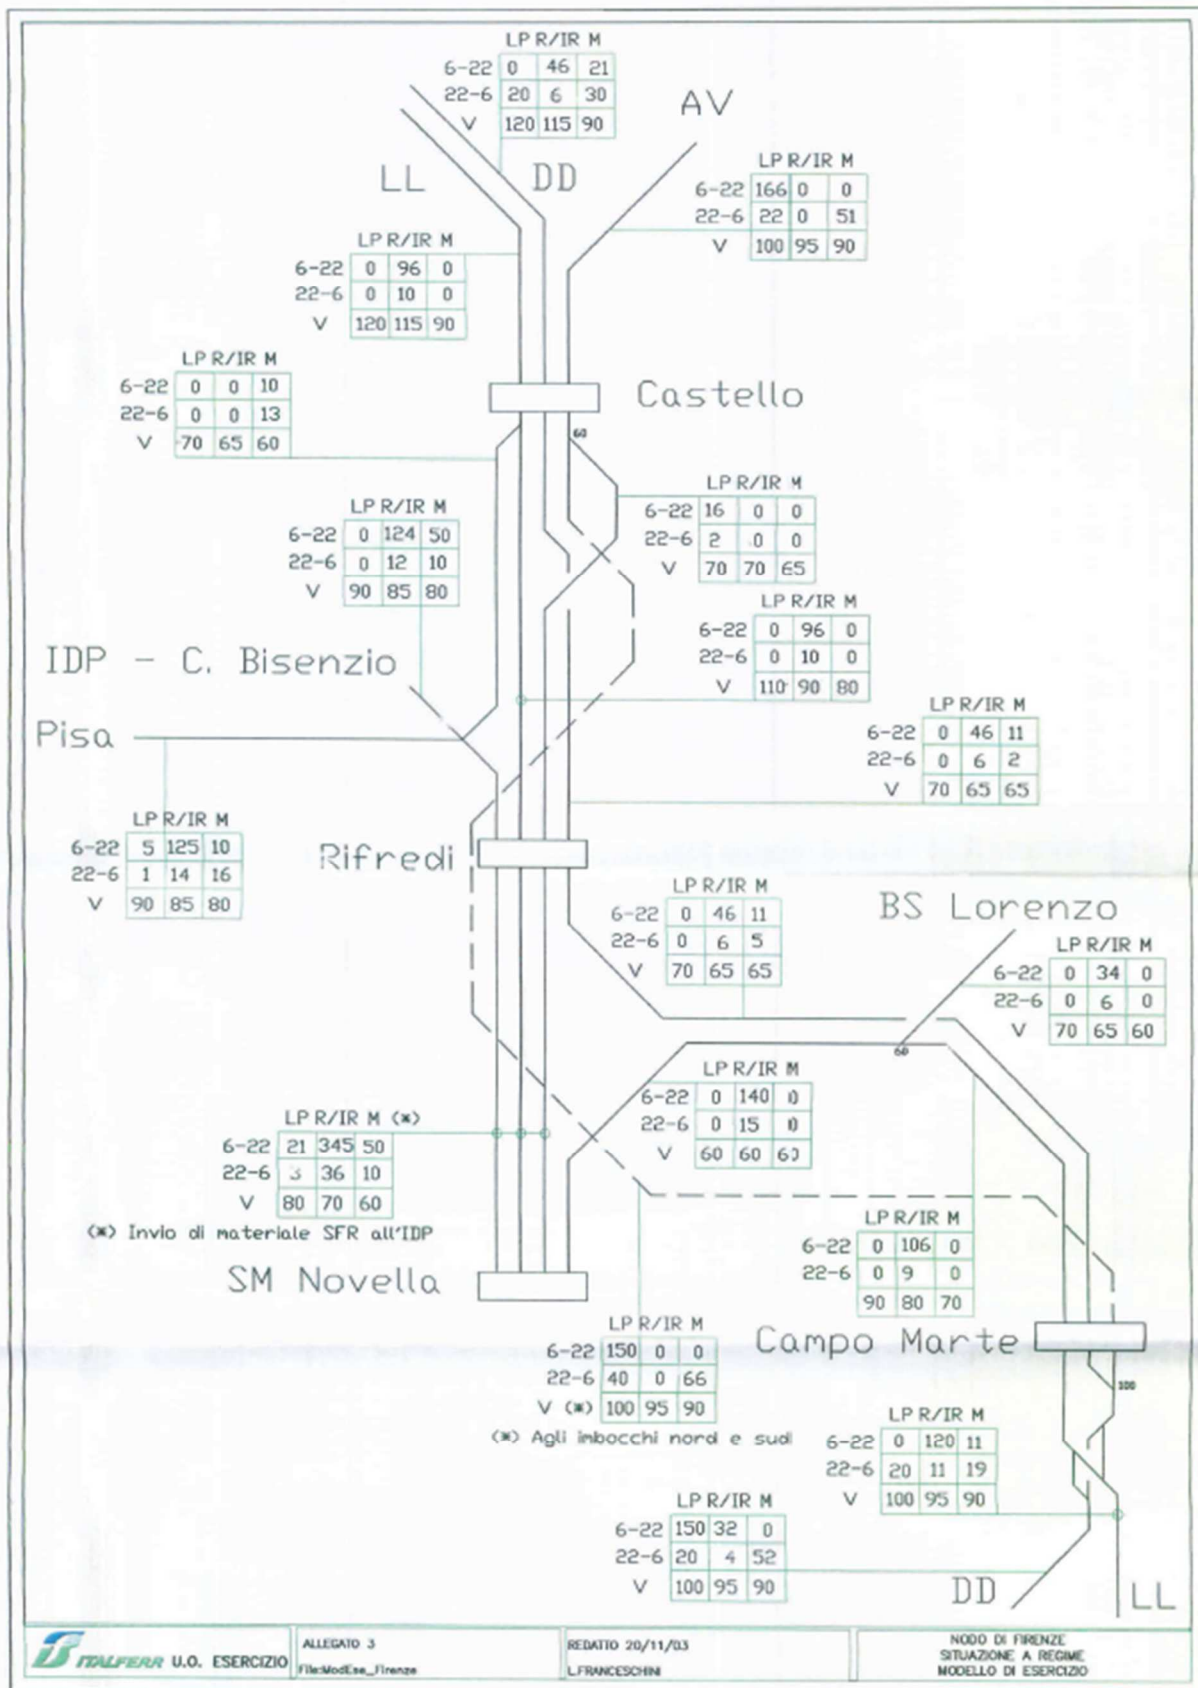 LP R/IR M
6-22 0 46 21
22-6 20 6 30
V 120 115 90
AV
LL DD
LP R/IR M
6-22 166 0 0
22-6 22 0 51
V 100 95 90
LP R/IR M
6-22 0 96 0
22-6 0 10 0
V 120 115 90
LP R/IR M
6-22 0 0 10
22-6 0 0 13
V 70 65 60
Castello
60
LP R/IR M
6-22 16 0 0
22-6 2 0 0
V 70 70 65
LP R/IR M
6-22 0 124 50
22-6 0 12 10
V 90 85 80
LP R/IR M
6-22 0 96 0
22-6 0 10 0
V 110 90 80
IDP - C. Bisenzio
Pisa
LP R/IR M
6-22 0 46 11
22-6 0 6 2
V 70 65 65
LP R/IR M
6-22 5 125 10
22-6 1 14 16
V 90 85 80
Rifredi
LP R/IR M
6-22 0 46 11
22-6 0 6 5
V 70 65 65
BS Lorenzo
LP R/IR M
6-22 0 34 0
22-6 0 6 0
V 70 65 60
60
LP R/IR M
6-22 0 140 0
22-6 0 15 0
V 60 60 60
LP R/IR M (*)
6-22 21 345 50
22-6 3 36 10
V 80 70 60
(*) Invio di materiale SFR all'IDP
LP R/IR M
6-22 0 106 0
22-6 0 9 0
90 80 70
SM Novella
LP R/IR M
6-22 150 0 0
22-6 40 0 66
V (*) 100 95 90
(*) Agli imbocchi nord e sud
Campo Marte
100
LP R/IR M
6-22 0 120 11
22-6 20 11 19
V 100 95 90
LP R/IR M
6-22 150 32 0
22-6 20 4 52
V 100 95 90
DD LL
ITALFERR U.O. ESERCIZIO
ALLEGATO 3
File:ModEse_Firenze
REDATTO 20/11/03
L.FRANCESCHINI
NODO DI FIRENZE
SITUAZIONE A REGIME
MODELLO DI ESERCIZIO